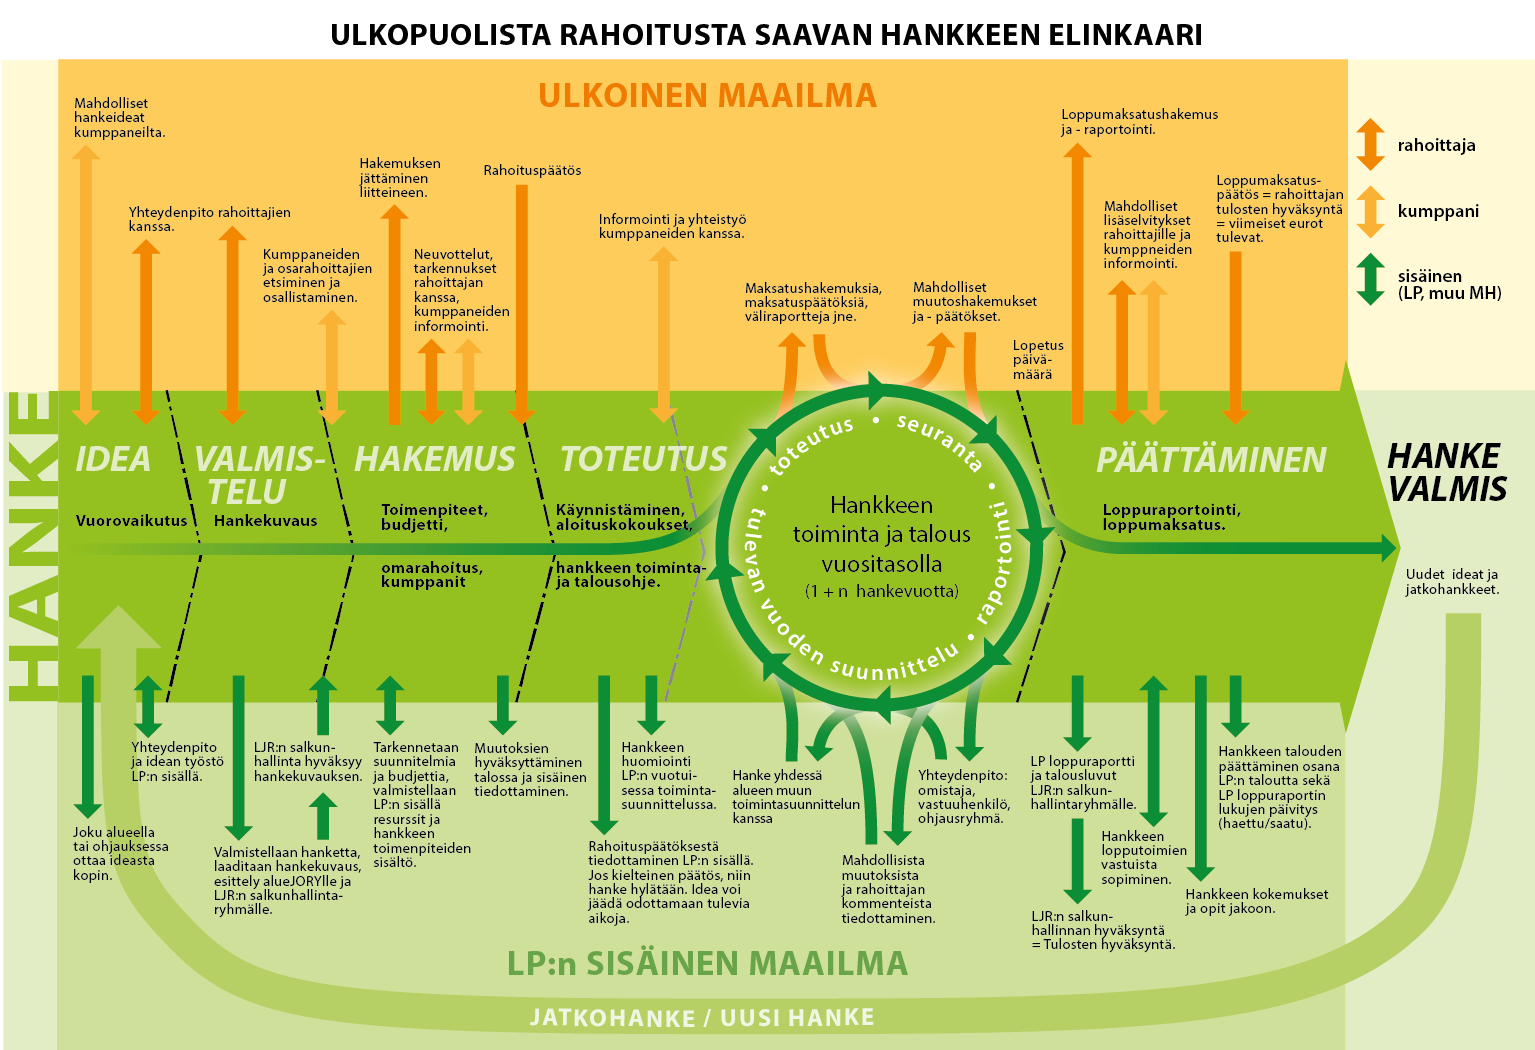 ULKOPUOLISTA RAHOITUSTA SAAVAN HANKKEEN ELINKAARI
ULKOINEN MAAILMA
Mahdolliset
hankeideat
kumppaneilta.
Yhteydenpito rahoittajien
kanssa.
Kumppaneiden
ja osarahoittajien
etsiminen ja
osallistaminen.
Hakemuksen
jättäminen
liitteineen.
Neuvottelut,
tarkennukset
rahoittajan
kanssa,
kumppaneiden
informointi.
Rahoituspäätös
Informointi ja yhteistyö
kumppaneiden kanssa.
Maksatushakemuksia,
maksatuspäätöksiä,
väliraportteja jne.
Mahdolliset
muutoshakemukset
ja - päätökset.
Lopetus
päivä-
määrä
Loppumaksatushakemus
ja - raportointi.
Mahdolliset
lisäselvitykset
rahoittajille ja
kumppneiden
informointi.
Loppumaksatus-
päätös = rahoittajan
tulosten hyväksyntä
= viimeiset eurot
tulevat.
rahoittaja
kumppani
sisäinen
(LP, muu MH)
HANKE
IDEA
Vuorovaikutus
VALMIS-
TELU
Hankekuvaus
HAKEMUS
Toimenpiteet,
budjetti,
omarahoitus,
kumppanit
TOTEUTUS
Käynnistäminen,
aloituskokoukset,
hankkeen toiminta-
ja talousohje.
• toteutus • seuranta • raportointi • tulevan vuoden suunnittelu
Hankkeen
toiminta ja talous
vuositasolla
(1 + n hankevuotta)
PÄÄTTÄMINEN
Loppuraportointi,
loppumaksatus.
HANKE
VALMIS
Uudet ideat ja
jatkohankkeet.
Joku alueella
tai ohjauksessa
ottaa ideasta
kopin.
Yhteydenpito
ja idean työstö
LP:n sisällä.
Valmistellaan hanketta,
laaditaan hankekuvaus,
esittely alueJORYlle ja
LJR:n salkunhallinta-
ryhmälle.
LJR:n salkun-
hallinta hyväksyy
hankekuvauksen.
Tarkennetaan
suunnitelmia
ja budjettia,
valmistellaan
LP:n sisällä
resurssit ja
hankkeen
toimenpiteiden
sisältö.
Muutoksien
hyväksyttäminen
talossa ja sisäinen
tiedottaminen.
Rahoituspäätöksestä
tiedottaminen LP:n sisällä.
Jos kielteinen päätös, niin
hanke hylätään. Idea voi
jäädä odottamaan tulevia
aikoja.
Hankkeen
huomiointi
LP:n vuotui-
sessa toiminta-
suunnittelussa.
Hanke yhdessä
alueen muun
toimintasuunnittelun
kanssa
Mahdollisista
muutoksista
ja rahoittajan
kommenteista
tiedottaminen.
Yhteydenpito:
omistaja,
vastuuhenkilö,
ohjausryhmä.
LP loppuraportti
ja talousluvut
LJR:n salkun-
hallintaryhmälle.
LJR:n salkun-
hallinnan hyväksyntä
= Tulosten hyväksyntä.
Hankkeen
lopputoimien
vastuista
sopiminen.
Hankkeen kokemukset
ja opit jakoon.
Hankkeen talouden
päättäminen osana
LP:n taloutta sekä
LP loppuraportin
lukujen päivitys
(haettu/saatu).
LP:n SISÄINEN MAAILMA
JATKOHANKE / UUSI HANKE